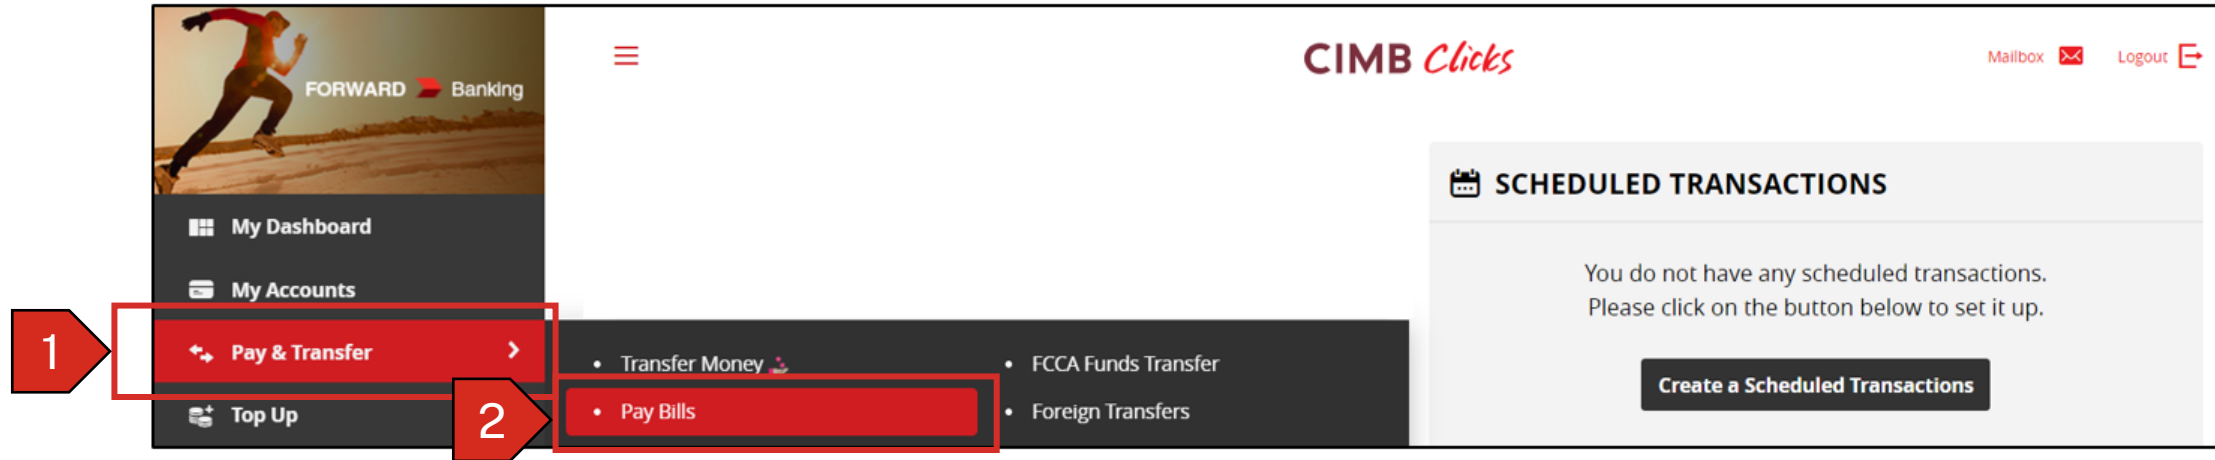 FORWARD Banking
CIMB Clicks
Mailbox
Logout
My Dashboard
My Accounts
1
Pay & Transfer
Top Up
2
Transfer Money
Pay Bills
FCCA Funds Transfer
Foreign Transfers
SCHEDULED TRANSACTIONS
You do not have any scheduled transactions.
Please click on the button below to set it up.
Create a Scheduled Transactions